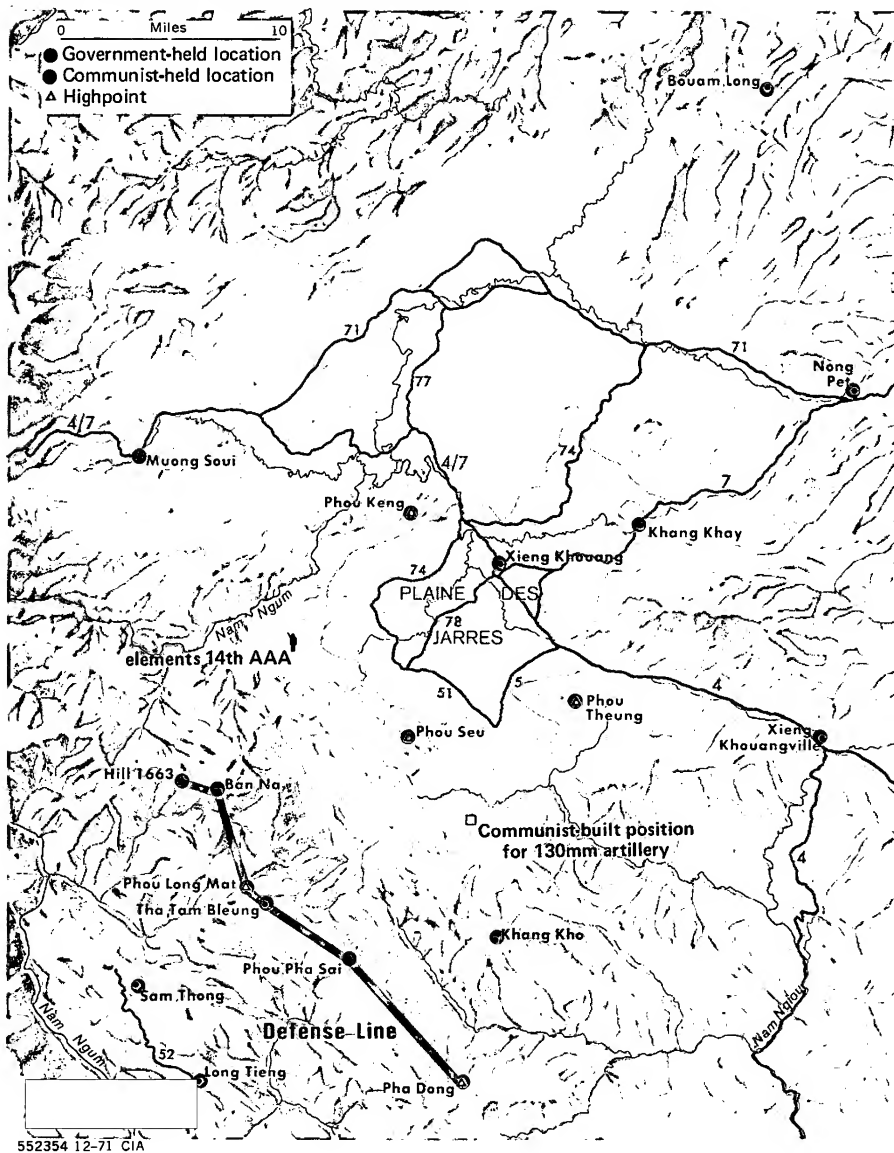 0 Miles 10
Government-held location
Communist-held location
Highpoint
Bouam Long
71
71
77
Nong
Pet
4/7
74
4/7
7
Muong Soui
Phou Keng
Khang Khay
Xieng Khouang
74
PLAINE DES
78
JARRES
Nam Ngum
elements 14th AAA
51
5
4
Phou
Theung
Phou Seu
Xieng
Khouangville
Hill 1663
Ban Na
Communist-built position
for 130mm artillery
4
Phou Long Mat
Tha Tam Bleung
Khang Kho
Phou Pha Sai
Sam Thong
Nam Ngiou
Defense Line
Nam Ngum
52
Long Tieng
Pha Dong
552354 12-71 CIA